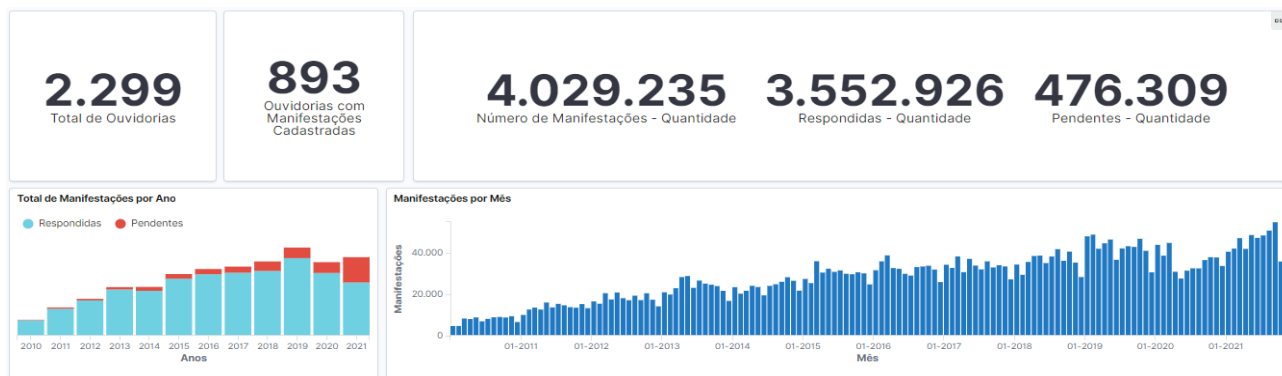 2.299
Total de Ouvidorias
893
Ouvidorias com
Manifestações
Cadastradas
4.029.235
Número de Manifestações - Quantidade
3.552.926
Respondidas - Quantidade
476.309
Pendentes - Quantidade
Total de Manifestações por Ano
Respondidas Pendentes
2010 2011 2012 2013 2014 2015 2016 2017 2018 2019 2020 2021
Anos
Manifestações por Mês
Manifestações
40.000
20.000
0
01-2011 01-2012 01-2013 01-2014 01-2015 01-2016 01-2017 01-2018 01-2019 01-2020 01-2021
Mês